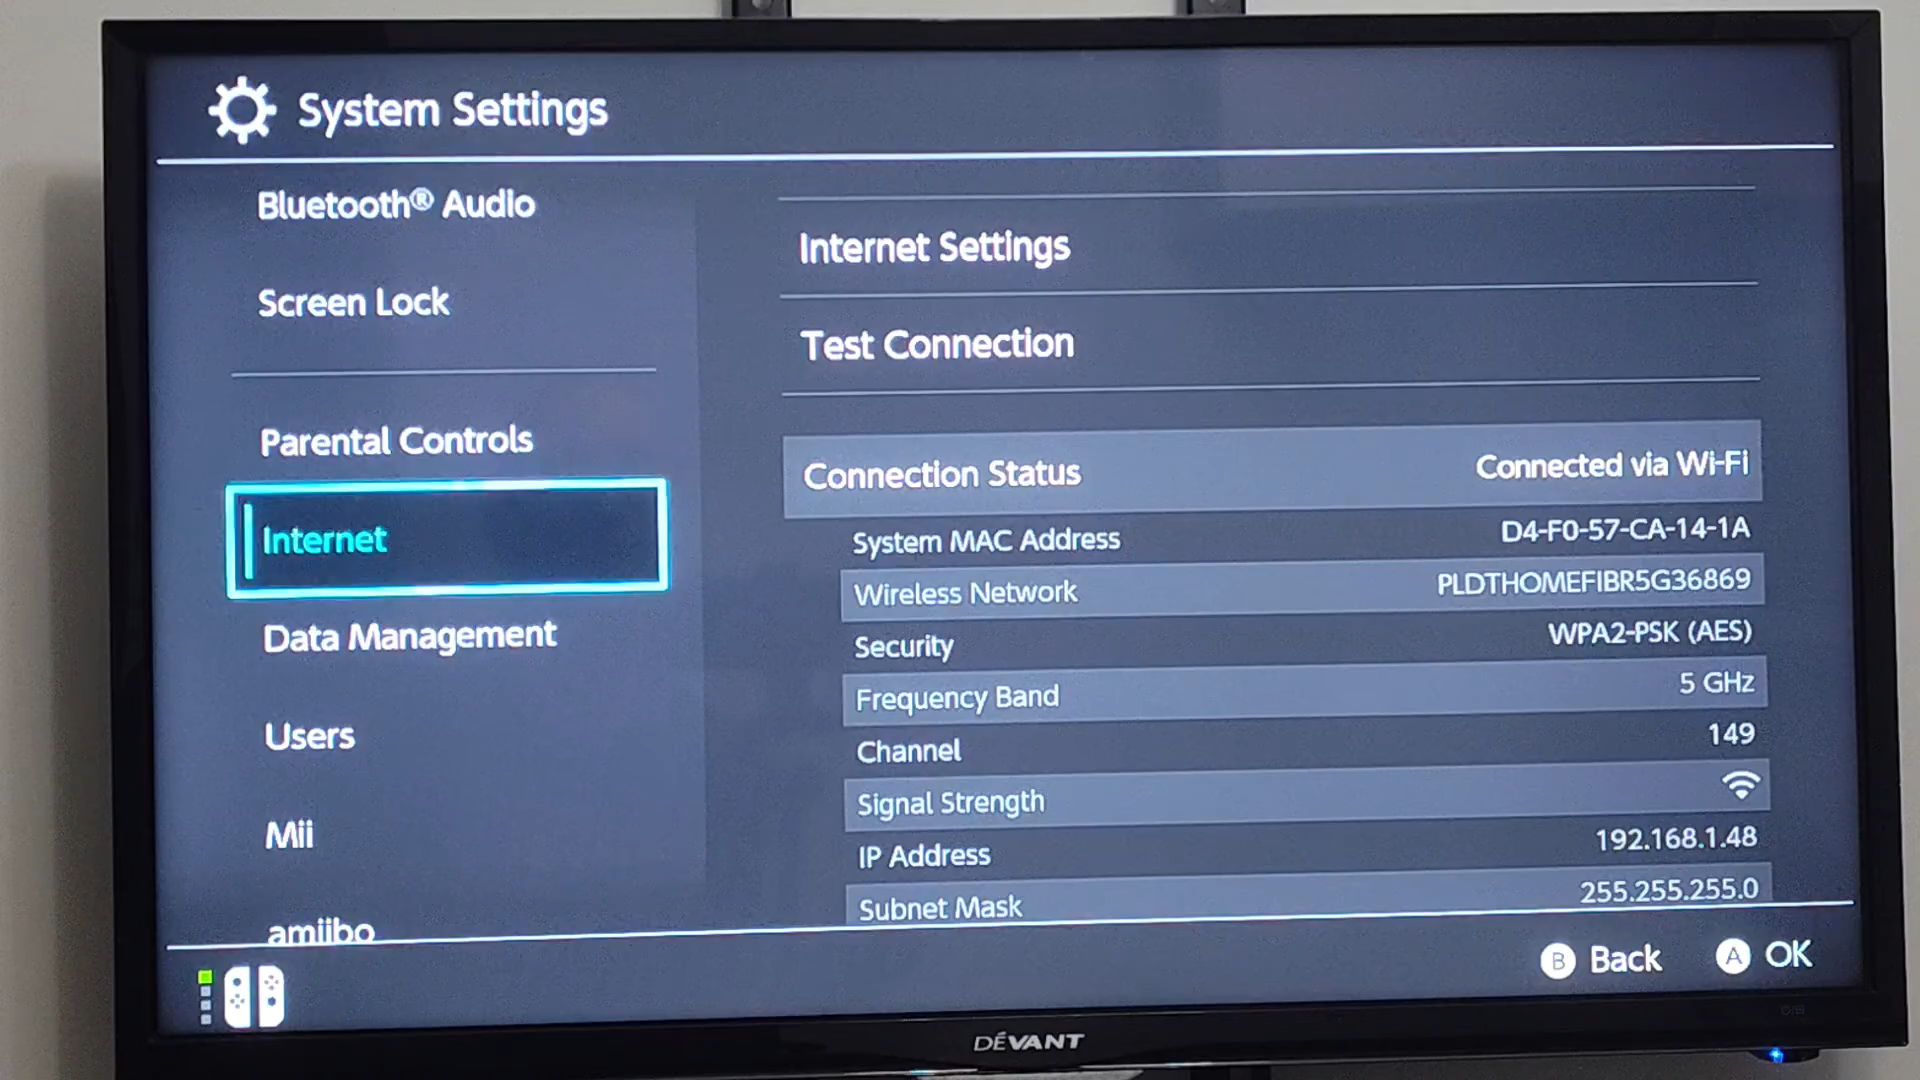 System Settings
Bluetooth® Audio
Screen Lock
Parental Controls
Internet
Data Management
Users
Mii
amiibo
Internet Settings
Test Connection
Connection Status Connected via Wi-Fi
System MAC Address D4-F0-57-CA-14-1A
Wireless Network PLDTHOMEFIBR5G36869
Security WPA2-PSK (AES)
Frequency Band 5 GHz
Channel 149
Signal Strength
IP Address 192.168.1.48
Subnet Mask 255.255.255.0
B Back A OK
DEVANT